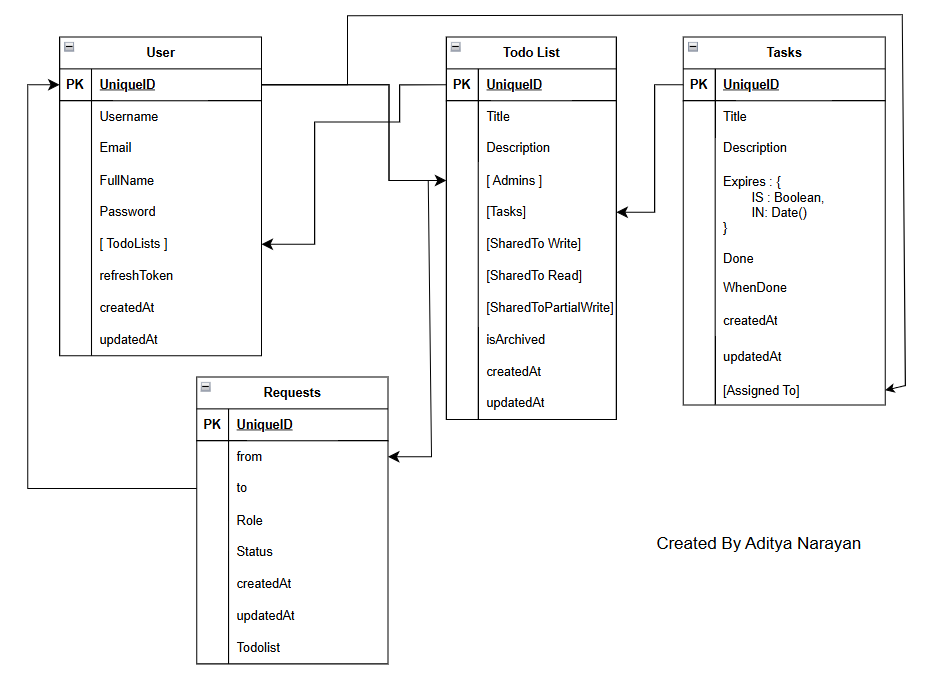 User
PK UniqueID
Username
Email
FullName
Password
[ TodoLists ]
refreshToken
createdAt
updatedAt
Todo List
PK UniqueID
Title
Description
[ Admins ]
[Tasks]
[SharedTo Write]
[SharedTo Read]
[SharedToPartialWrite]
isArchived
createdAt
updatedAt
Tasks
PK UniqueID
Title
Description
Expires : {
IS : Boolean,
IN: Date()
}
Done
WhenDone
createdAt
updatedAt
[Assigned To]
Requests
PK UniqueID
from
to
Role
Status
createdAt
updatedAt
Todolist
Created By Aditya Narayan